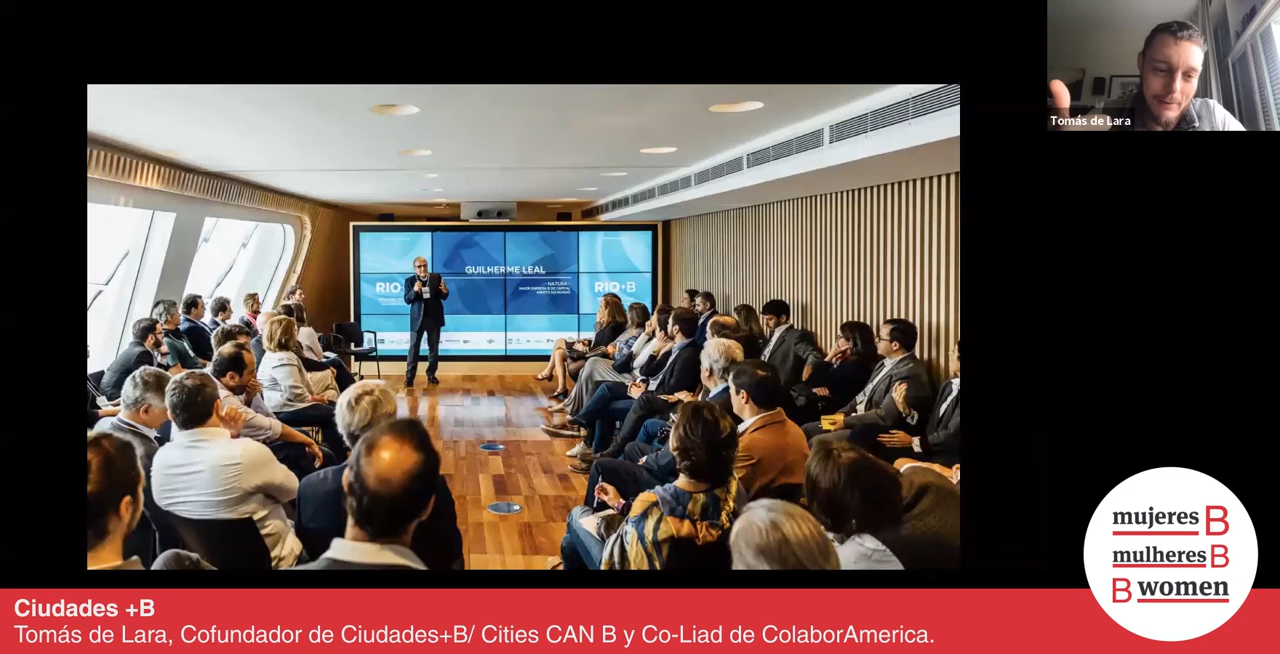 Tomás de Lara
GUILHERME LEAL
NATURA
RIO+B
mujeres B
mulheres B
B women
Ciudades +B
Tomás de Lara, Cofundador de Ciudades+B/ Cities CAN B y Co-Liad de ColaborAmerica.